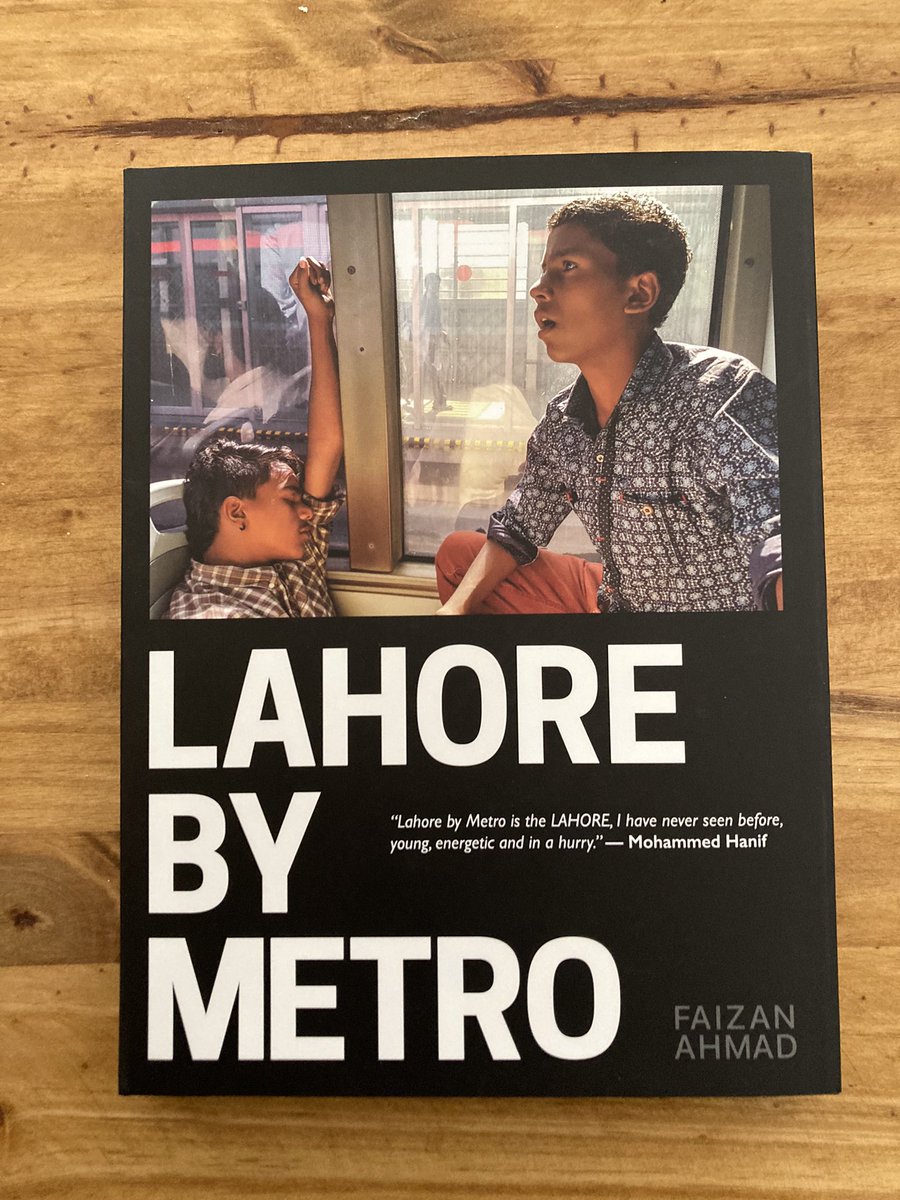 LAHORE
BY
“Lahore by Metro is the LAHORE, I have never seen before,
young, energetic and in a hurry.” — Mohammed Hanif
METRO
FAIZAN
AHMAD